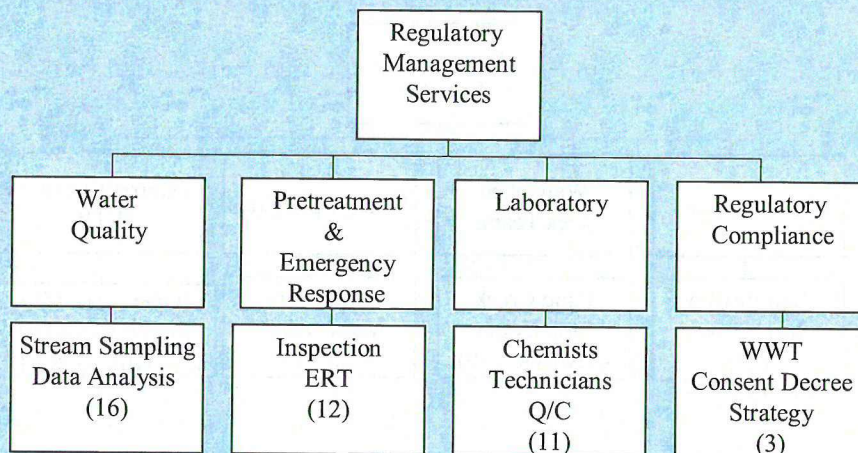 Regulatory
Management
Services
Water
Quality
Pretreatment
&
Emergency
Response
Laboratory
Regulatory
Compliance
Stream Sampling
Data Analysis
(16)
Inspection
ERT
(12)
Chemists
Technicians
Q/C
(11)
WWT
Consent Decree
Strategy
(3)